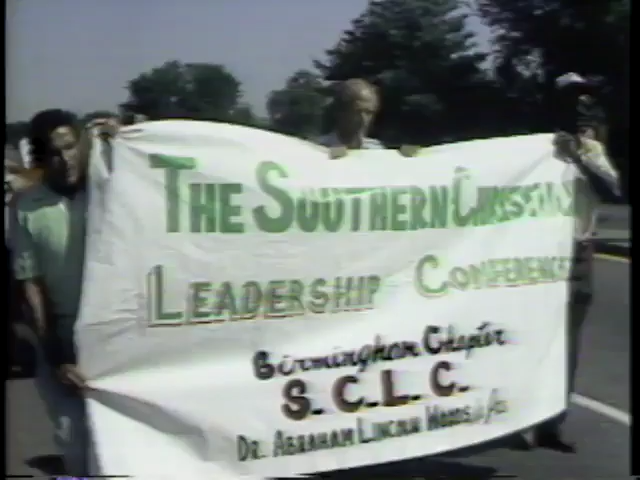 THE SOUTHERN CHRISTIAN
LEADERSHIP CONFERENCE
Birmingham Chapter
S. C. L. C.
DR. ABRAHAM LINCOLN WOODS,